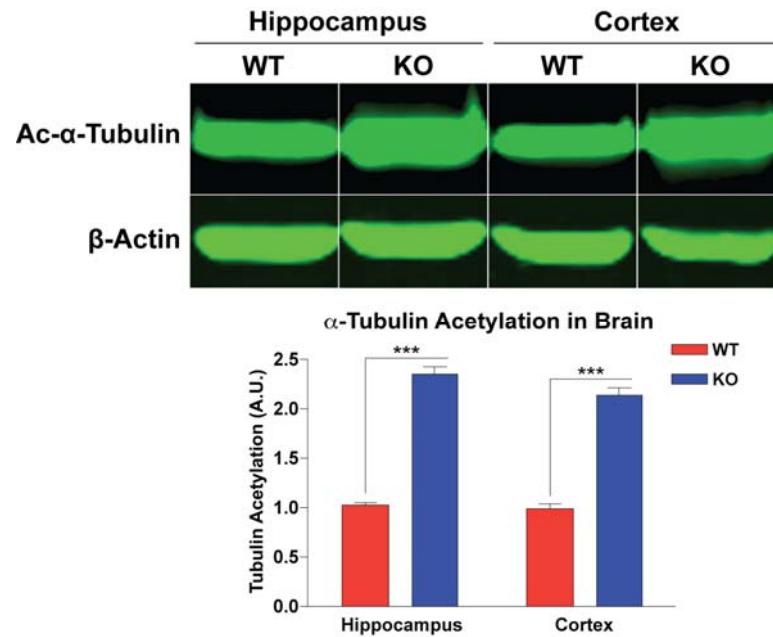 Hippocampus Cortex
WT KO WT KO
Ac-α-Tubulin
β-Actin
α-Tubulin Acetylation in Brain
WT
KO
Tubulin Acetylation (A.U.)
2.5
2.0
1.5
1.0
0.5
0.0
*** ***
Hippocampus Cortex